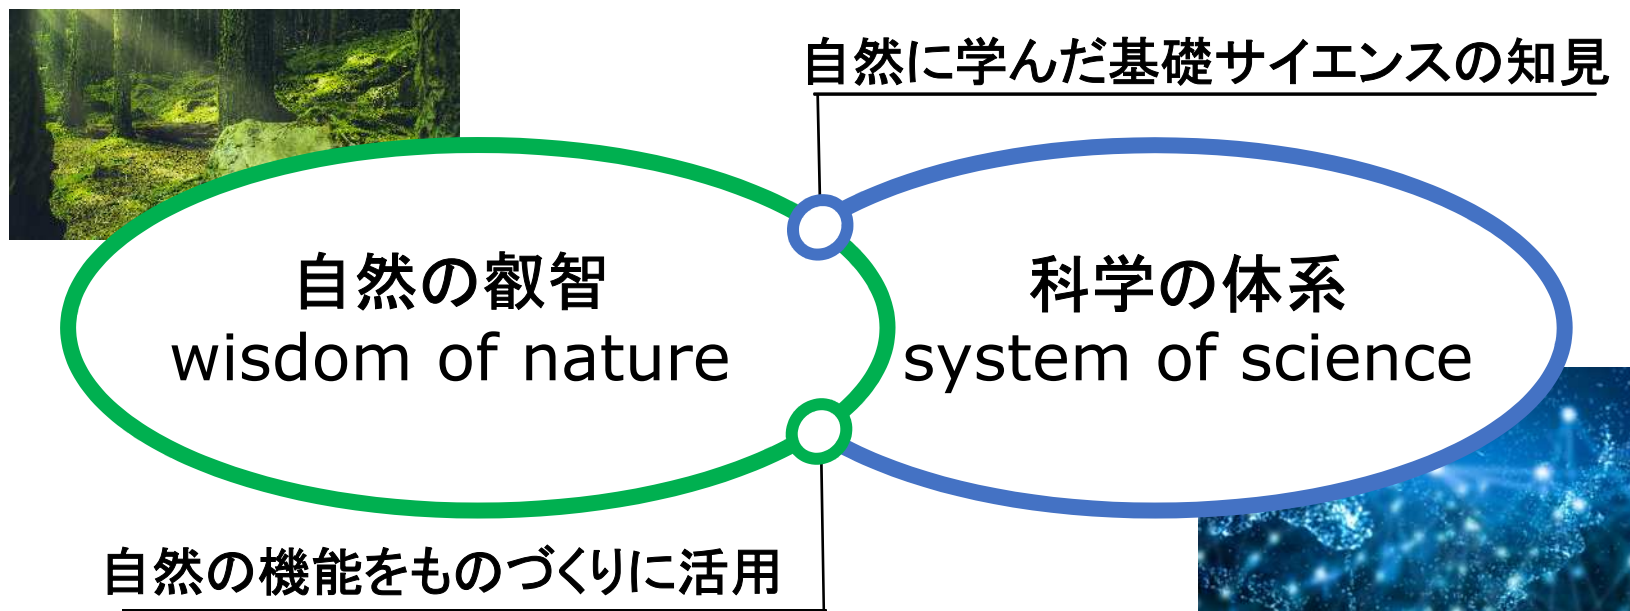 自然に学んだ基礎サイエンスの知見
自然の叡智
wisdom of nature
科学の体系
system of science
自然の機能をものづくりに活用